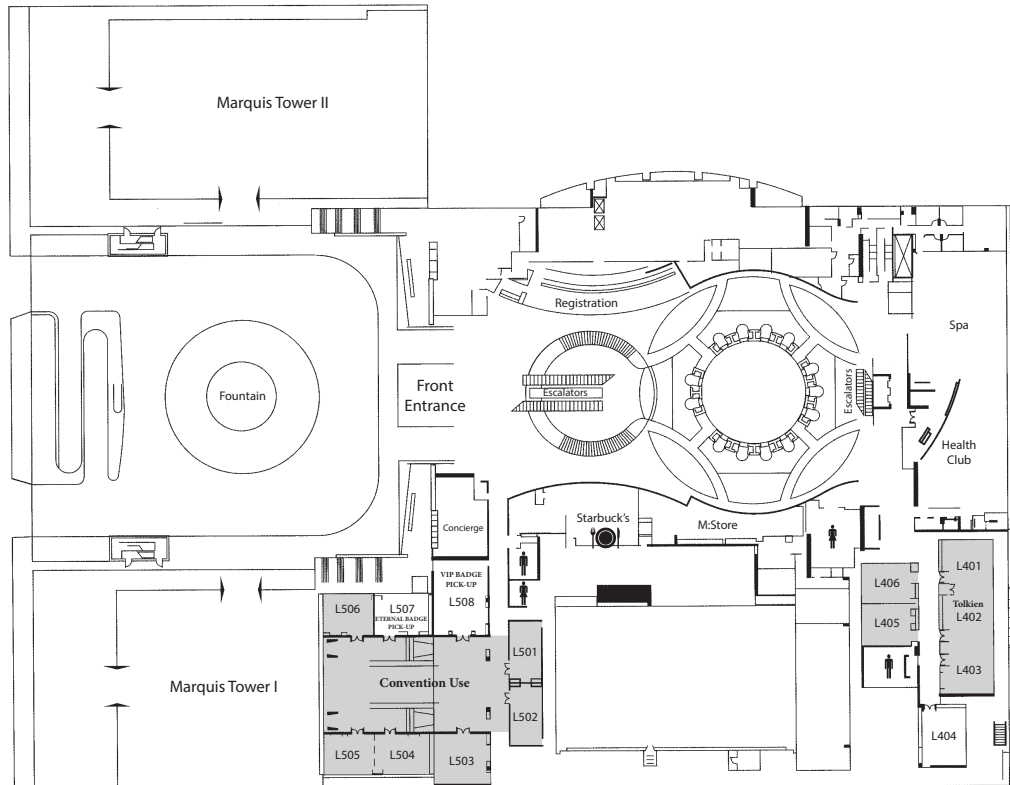 Marquis Tower II
Registration
Spa
Fountain
Front
Entrance
Escalators
Escalators
Health
Club
Concierge
Starbuck's
M:Store
VIP BADGE
PICK-UP
L508
L506
L507
ETERNAL BADGE
PICK-UP
L406
L401
Tolkien
L402
L405
L501
L403
Marquis Tower I
Convention Use
L502
L404
L505
L504
L503